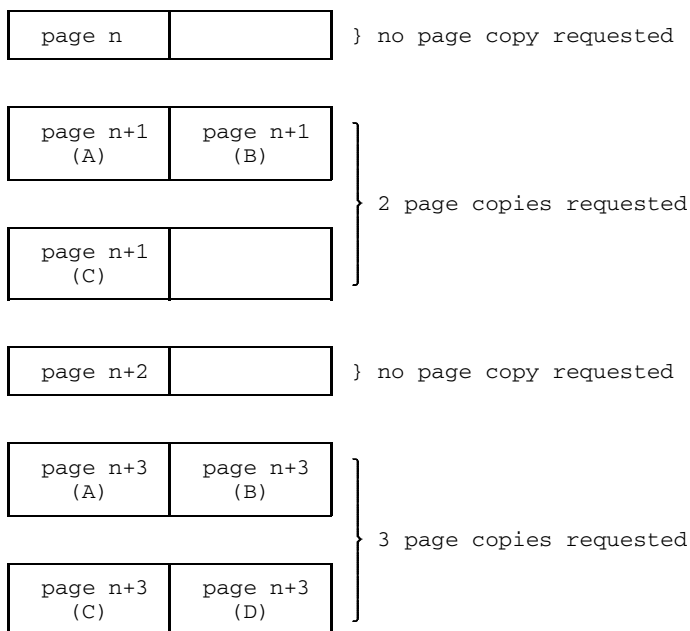 page n } no page copy requested
page n+1 page n+1
(A) (B)
2 page copies requested
page n+1
(C)
page n+2 } no page copy requested
page n+3 page n+3
(A) (B)
3 page copies requested
page n+3 page n+3
(C) (D)